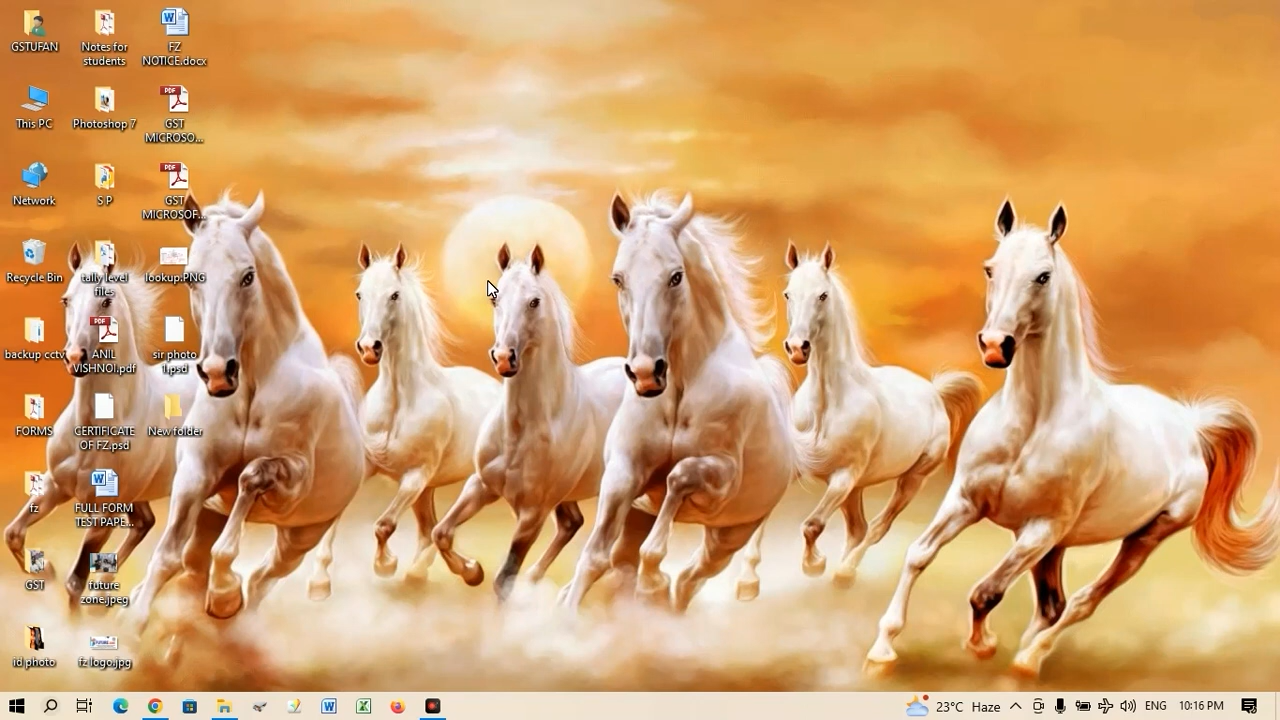 GSTUFAN
This PC
Network
Recycle Bin
backup cctv
FORMS
fz
GST
id photo
Notes for
students
Photoshop 7
S P
tally level
files
ANIL
VISHNOI.pdf
CERTIFICATE
OF FZ.psd
FULL FORM
TEST PAPE...
future
zone.jpeg
fz logo.jpg
FZ
NOTICE.docx
GST
MICROSO...
GST
MICROSOF...
lookup.PNG
sir photo
New folder
23°C Haze
ENG
10:16 PM